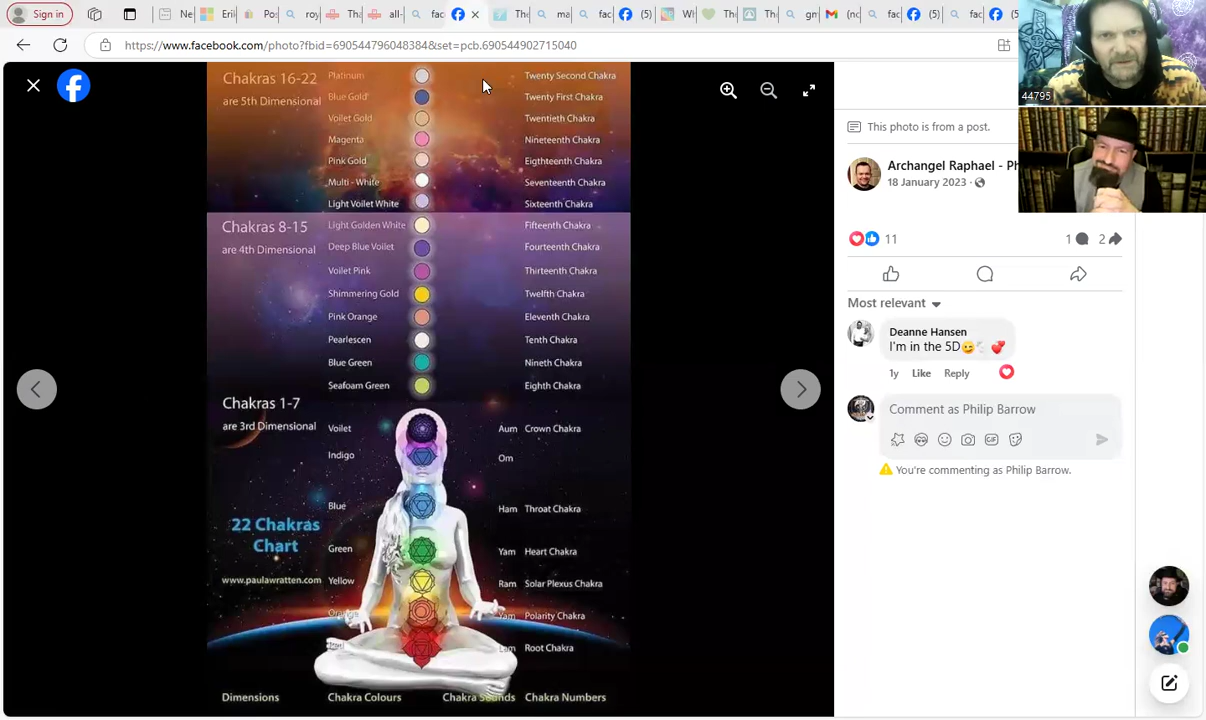 Sign in
https://www.facebook.com/photo?fbid=690544796048384&set=pcb.690544902715040
44795
Chakras 16-22
are 5th Dimensional
Platinum Twenty Second Chakra
Blue Gold Twenty First Chakra
Voilet Gold Twentieth Chakra
Magenta Nineteenth Chakra
Pink Gold Eigthteenth Chakra
Multi - White Seventeenth Chakra
Light Voilet White Sixteenth Chakra
Chakras 8-15
are 4th Dimensional
Light Golden White Fifteenth Chakra
Deep Blue Voilet Fourteenth Chakra
Voilet Pink Thirteenth Chakra
Shimmering Gold Twelfth Chakra
Pink Orange Eleventh Chakra
Pearlescen Tenth Chakra
Blue Green Nineth Chakra
Seafoam Green Eighth Chakra
Chakras 1-7
are 3rd Dimensional
Voilet Aum Crown Chakra
Indigo Om
Blue Ham Throat Chakra
Green Yam Heart Chakra
Yellow Ram Solar Plexus Chakra
Orange Polarity Chakra
Red Lam Root Chakra
22 Chakras
Chart
www.paulawratten.com
Dimensions Chakra Colours Chakra Sounds Chakra Numbers
This photo is from a post.
Archangel Raphael -
18 January 2023
11
1
2
Most relevant
Deanne Hansen
I'm in the 5D
1y Like Reply
Comment as Philip Barrow
GIF
You're commenting as Philip Barrow.